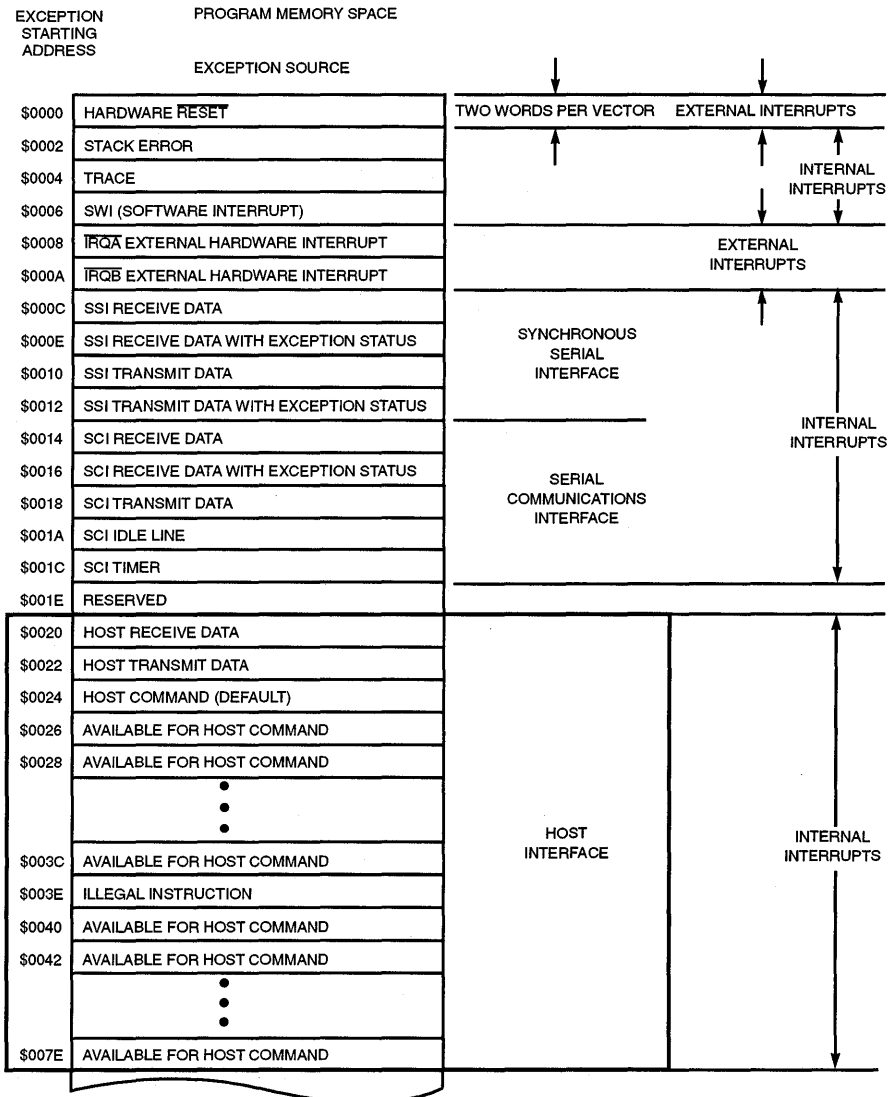 EXCEPTION
STARTING
ADDRESS
PROGRAM MEMORY SPACE
EXCEPTION SOURCE
$0000 HARDWARE RESET TWO WORDS PER VECTOR EXTERNAL INTERRUPTS
$0002 STACK ERROR
$0004 TRACE
INTERNAL
INTERRUPTS
$0006 SWI (SOFTWARE INTERRUPT)
$0008 IRQA EXTERNAL HARDWARE INTERRUPT
$000A IRQB EXTERNAL HARDWARE INTERRUPT
EXTERNAL
INTERRUPTS
$000C SSI RECEIVE DATA
$000E SSI RECEIVE DATA WITH EXCEPTION STATUS
$0010 SSI TRANSMIT DATA
$0012 SSI TRANSMIT DATA WITH EXCEPTION STATUS
SYNCHRONOUS
SERIAL
INTERFACE
$0014 SCI RECEIVE DATA
$0016 SCI RECEIVE DATA WITH EXCEPTION STATUS
$0018 SCI TRANSMIT DATA
$001A SCI IDLE LINE
$001C SCI TIMER
SERIAL
COMMUNICATIONS
INTERFACE
INTERNAL
INTERRUPTS
$001E RESERVED
$0020 HOST RECEIVE DATA
$0022 HOST TRANSMIT DATA
$0024 HOST COMMAND (DEFAULT)
$0026 AVAILABLE FOR HOST COMMAND
$0028 AVAILABLE FOR HOST COMMAND
$003C AVAILABLE FOR HOST COMMAND
$003E ILLEGAL INSTRUCTION
$0040 AVAILABLE FOR HOST COMMAND
$0042 AVAILABLE FOR HOST COMMAND
$007E AVAILABLE FOR HOST COMMAND
HOST
INTERFACE
INTERNAL
INTERRUPTS